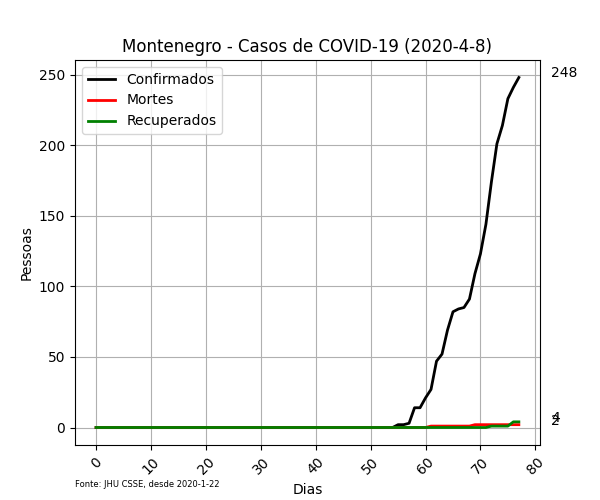 Montenegro - Casos de COVID-19 (2020-4-8)
Confirmados
Mortes
Recuperados
250
200
150
100
50
0
Pessoas
248
4
2
0
10
20
30
40
50
60
70
80
Dias
Fonte: JHU CSSE, desde 2020-1-22